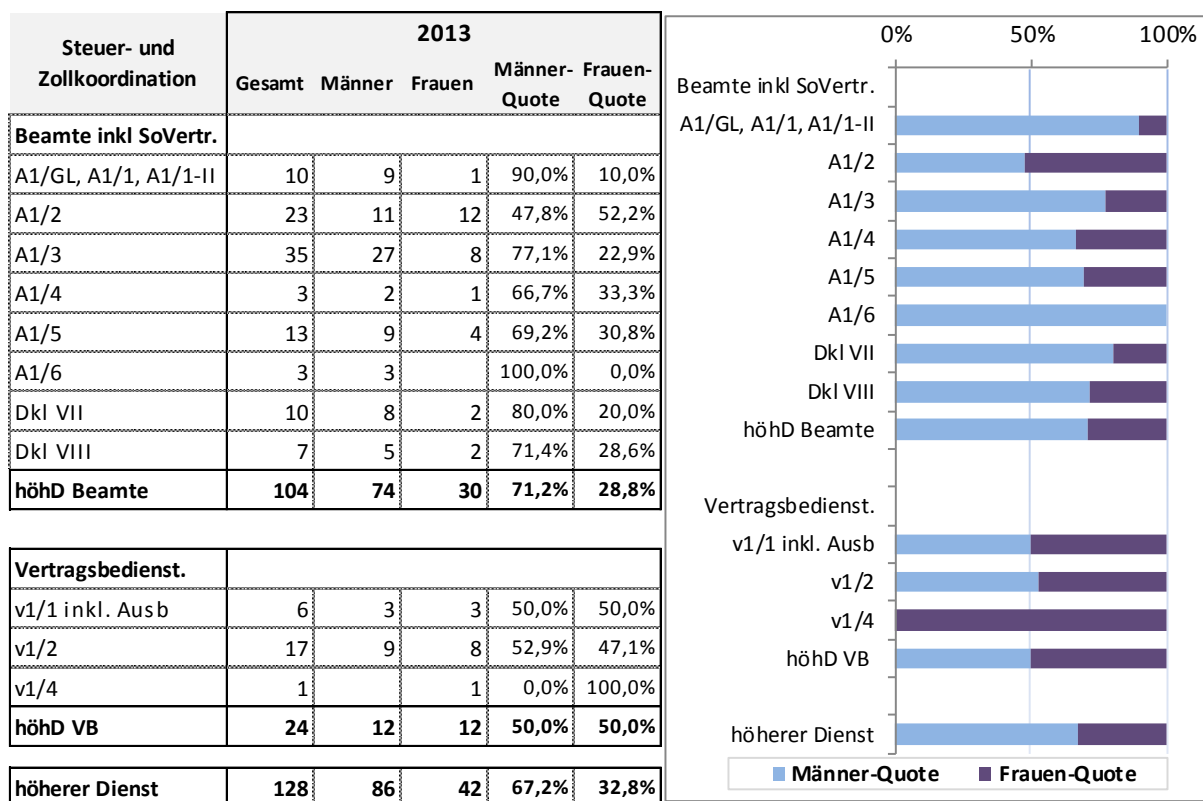 Steuer- und
Zollkoordination
2013
Gesamt Männer Frauen Männer-Quote Frauen-Quote
Beamte inkl SoVertr.
A1/GL, A1/1, A1/1-II 10 9 1 90,0% 10,0%
A1/2 23 11 12 47,8% 52,2%
A1/3 35 27 8 77,1% 22,9%
A1/4 3 2 1 66,7% 33,3%
A1/5 13 9 4 69,2% 30,8%
A1/6 3 3 100,0% 0,0%
Dkl VII 10 8 2 80,0% 20,0%
Dkl VIII 7 5 2 71,4% 28,6%
höhD Beamte 104 74 30 71,2% 28,8%
Vertragsbedienst.
v1/1 inkl. Ausb 6 3 3 50,0% 50,0%
v1/2 17 9 8 52,9% 47,1%
v1/4 1 1 0,0% 100,0%
höhD VB 24 12 12 50,0% 50,0%
höherer Dienst 128 86 42 67,2% 32,8%
0% 50% 100%
Beamte inkl SoVertr.
A1/GL, A1/1, A1/1-II
A1/2
A1/3
A1/4
A1/5
A1/6
Dkl VII
Dkl VIII
höhD Beamte
Vertragsbedienst.
v1/1 inkl. Ausb
v1/2
v1/4
höhD VB
höherer Dienst
Männer-Quote Frauen-Quote